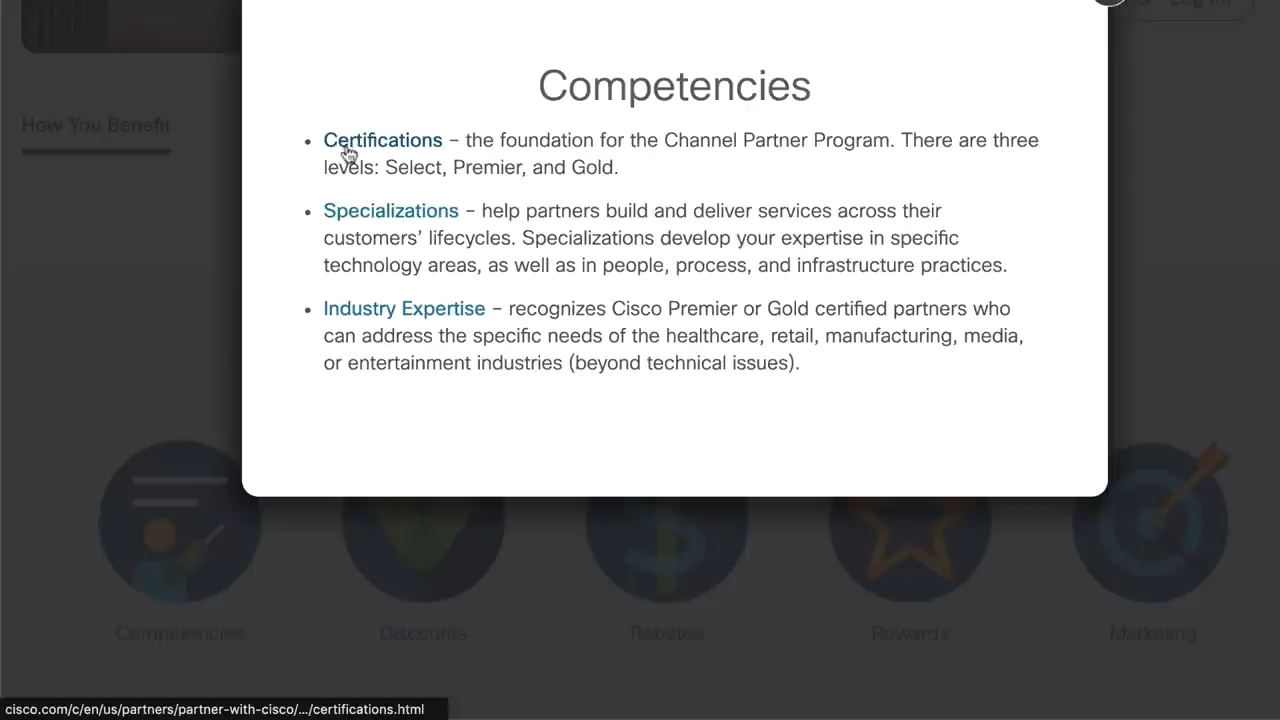 Log In
How You Benefit
Competencies
• Certifications – the foundation for the Channel Partner Program. There are three
levels: Select, Premier, and Gold.
• Specializations – help partners build and deliver services across their
customers’ lifecycles. Specializations develop your expertise in specific
technology areas, as well as in people, process, and infrastructure practices.
• Industry Expertise – recognizes Cisco Premier or Gold certified partners who
can address the specific needs of the healthcare, retail, manufacturing, media,
or entertainment industries (beyond technical issues).
Competencies Discounts Rebates Rewards Marketing
cisco.com/c/en/us/partners/partner-with-cisco/.../certifications.html